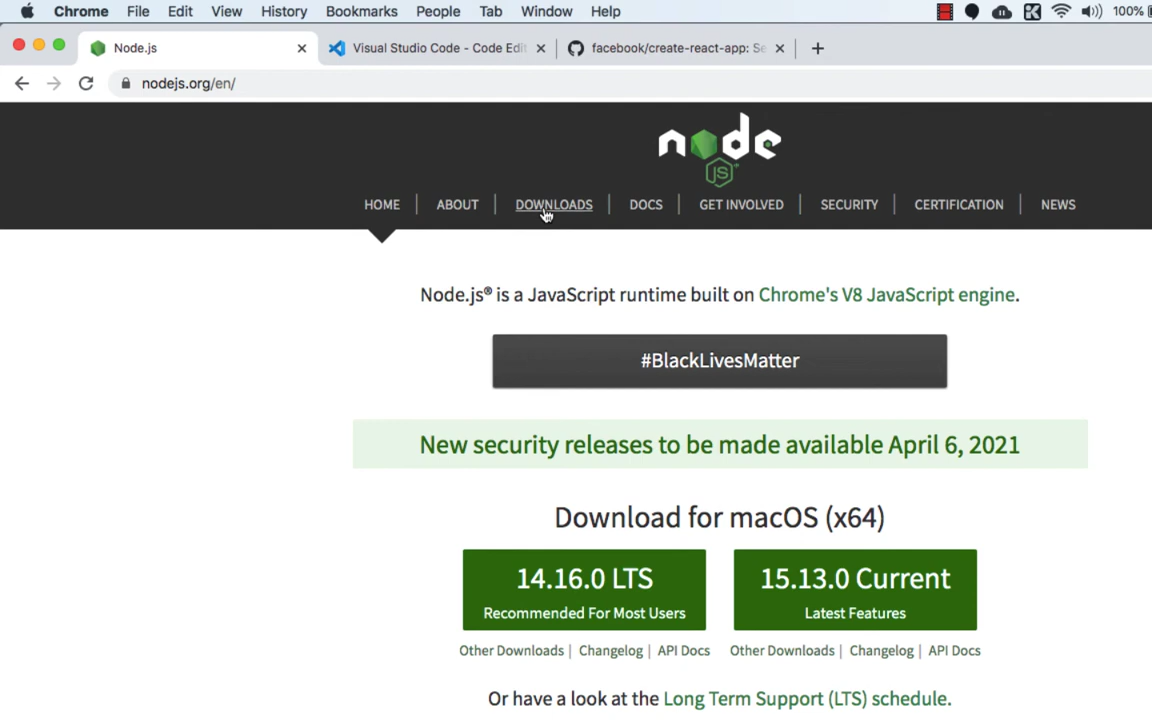 Chrome File Edit View History Bookmarks People Tab Window Help 100%
Node.js Visual Studio Code - Code Edit facebook/create-react-app: Se
nodejs.org/en/
node
JS
HOME ABOUT DOWNLOADS DOCS GET INVOLVED SECURITY CERTIFICATION NEWS
Node.js® is a JavaScript runtime built on Chrome's V8 JavaScript engine.
#BlackLivesMatter
New security releases to be made available April 6, 2021
Download for macOS (x64)
14.16.0 LTS 15.13.0 Current
Recommended For Most Users Latest Features
Other Downloads | Changelog | API Docs Other Downloads | Changelog | API Docs
Or have a look at the Long Term Support (LTS) schedule.